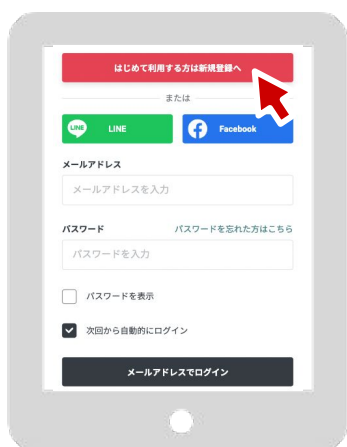 はじめて利用する方は新規登録へ
または
LINE LINE
Facebook
メールアドレス
メールアドレスを入力
パスワード パスワードを忘れた方はこちら
パスワードを入力
パスワードを表示
次回から自動的にログイン
メールアドレスでログイン